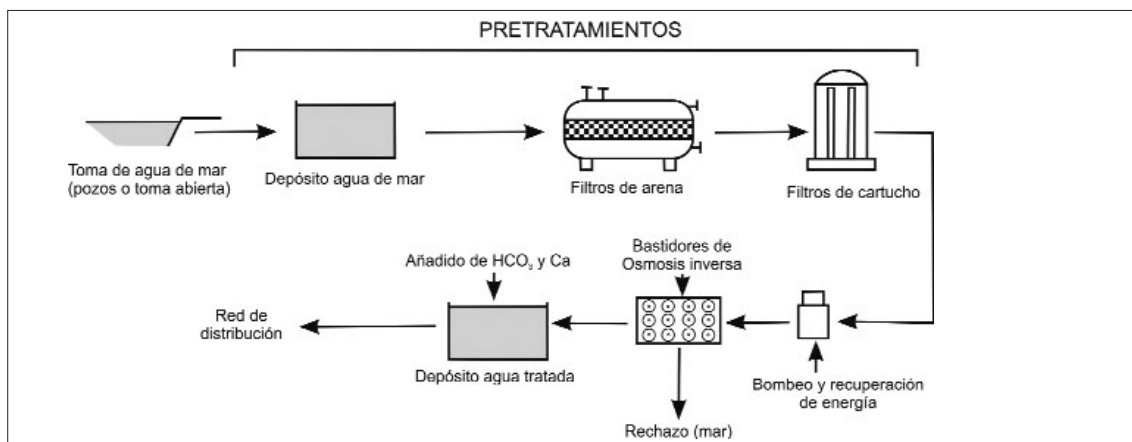 PRETRATAMIENTOS
Toma de agua de mar
(pozos o toma abierta)
Depósito agua de mar
Filtros de arena
Filtros de cartucho
Bastidores de
Osmosis inversa
Añadido de HCO₃ y Ca
Red de
distribución
Depósito agua tratada
Bombeo y recuperación
de energía
Rechazo (mar)